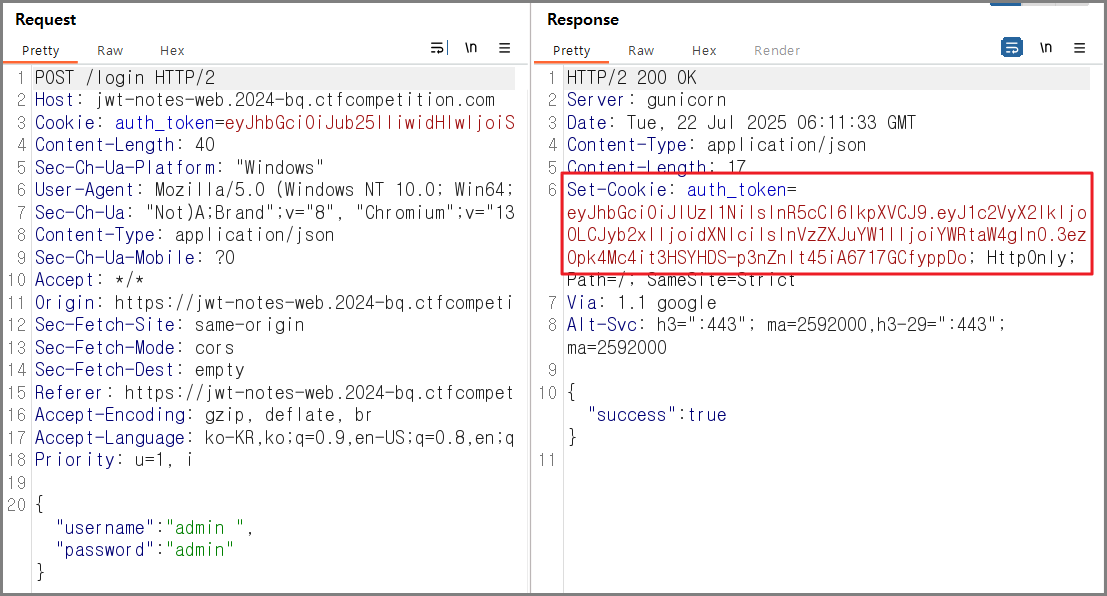 Request
Pretty Raw Hex \n
1 POST /login HTTP/2
2 Host: jwt-notes-web.2024-bq.ctfcompetition.com
3 Cookie: auth_token=eyJhbGciOiJub25lIiwidHlwIjoiS
4 Content-Length: 40
5 Sec-Ch-Ua-Platform: "Windows"
6 User-Agent: Mozilla/5.0 (Windows NT 10.0; Win64;
7 Sec-Ch-Ua: "Not)A;Brand";v="8", "Chromium";v="13
8 Content-Type: application/json
9 Sec-Ch-Ua-Mobile: ?0
10 Accept: */*
11 Origin: https://jwt-notes-web.2024-bq.ctfcompeti
12 Sec-Fetch-Site: same-origin
13 Sec-Fetch-Mode: cors
14 Sec-Fetch-Dest: empty
15 Referer: https://jwt-notes-web.2024-bq.ctfcompet
16 Accept-Encoding: gzip, deflate, br
17 Accept-Language: ko-KR,ko;q=0.9,en-US;q=0.8,en;q
18 Priority: u=1, i
19
20 {
"username":"admin ",
"password":"admin"
}
Response
Pretty Raw Hex Render \n
1 HTTP/2 200 OK
2 Server: gunicorn
3 Date: Tue, 22 Jul 2025 06:11:33 GMT
4 Content-Type: application/json
5 Content-Length: 17
6 Set-Cookie: auth_token=
eyJhbGciOiJIUzI1NiIsInR5cCI6IkpXVCJ9.eyJ1c2VyX2lkIjo
OLCJyb2xlIjoidXNlciIsInVzZXJuYW1lIjoiYWRtaW4gIn0.3ez
Opk4Mc4it3HSYHDS-p3nZnIt45iA6717GCfyppDo; HttpOnly;
Path=/; SameSite=Strict
7 Via: 1.1 google
8 Alt-Svc: h3=":443"; ma=2592000,h3-29=":443";
ma=2592000
9
10 {
"success":true
}
11